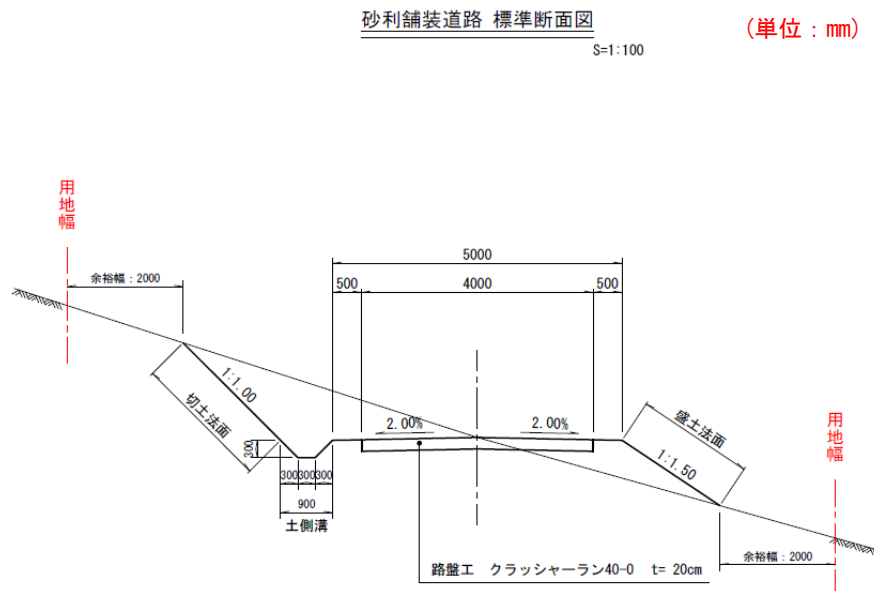 砂利舗装道路 標準断面図
(単位：mm)
S=1:100
用地幅
5000
余裕幅：2000
500
4000
500
1:1.00
切土法面
2.00%
2.00%
盛土法面
用地幅
300
1:1.50
300
300
300
900
土側溝
余裕幅：2000
路盤工 クラッシャーラン40-0 t= 20cm